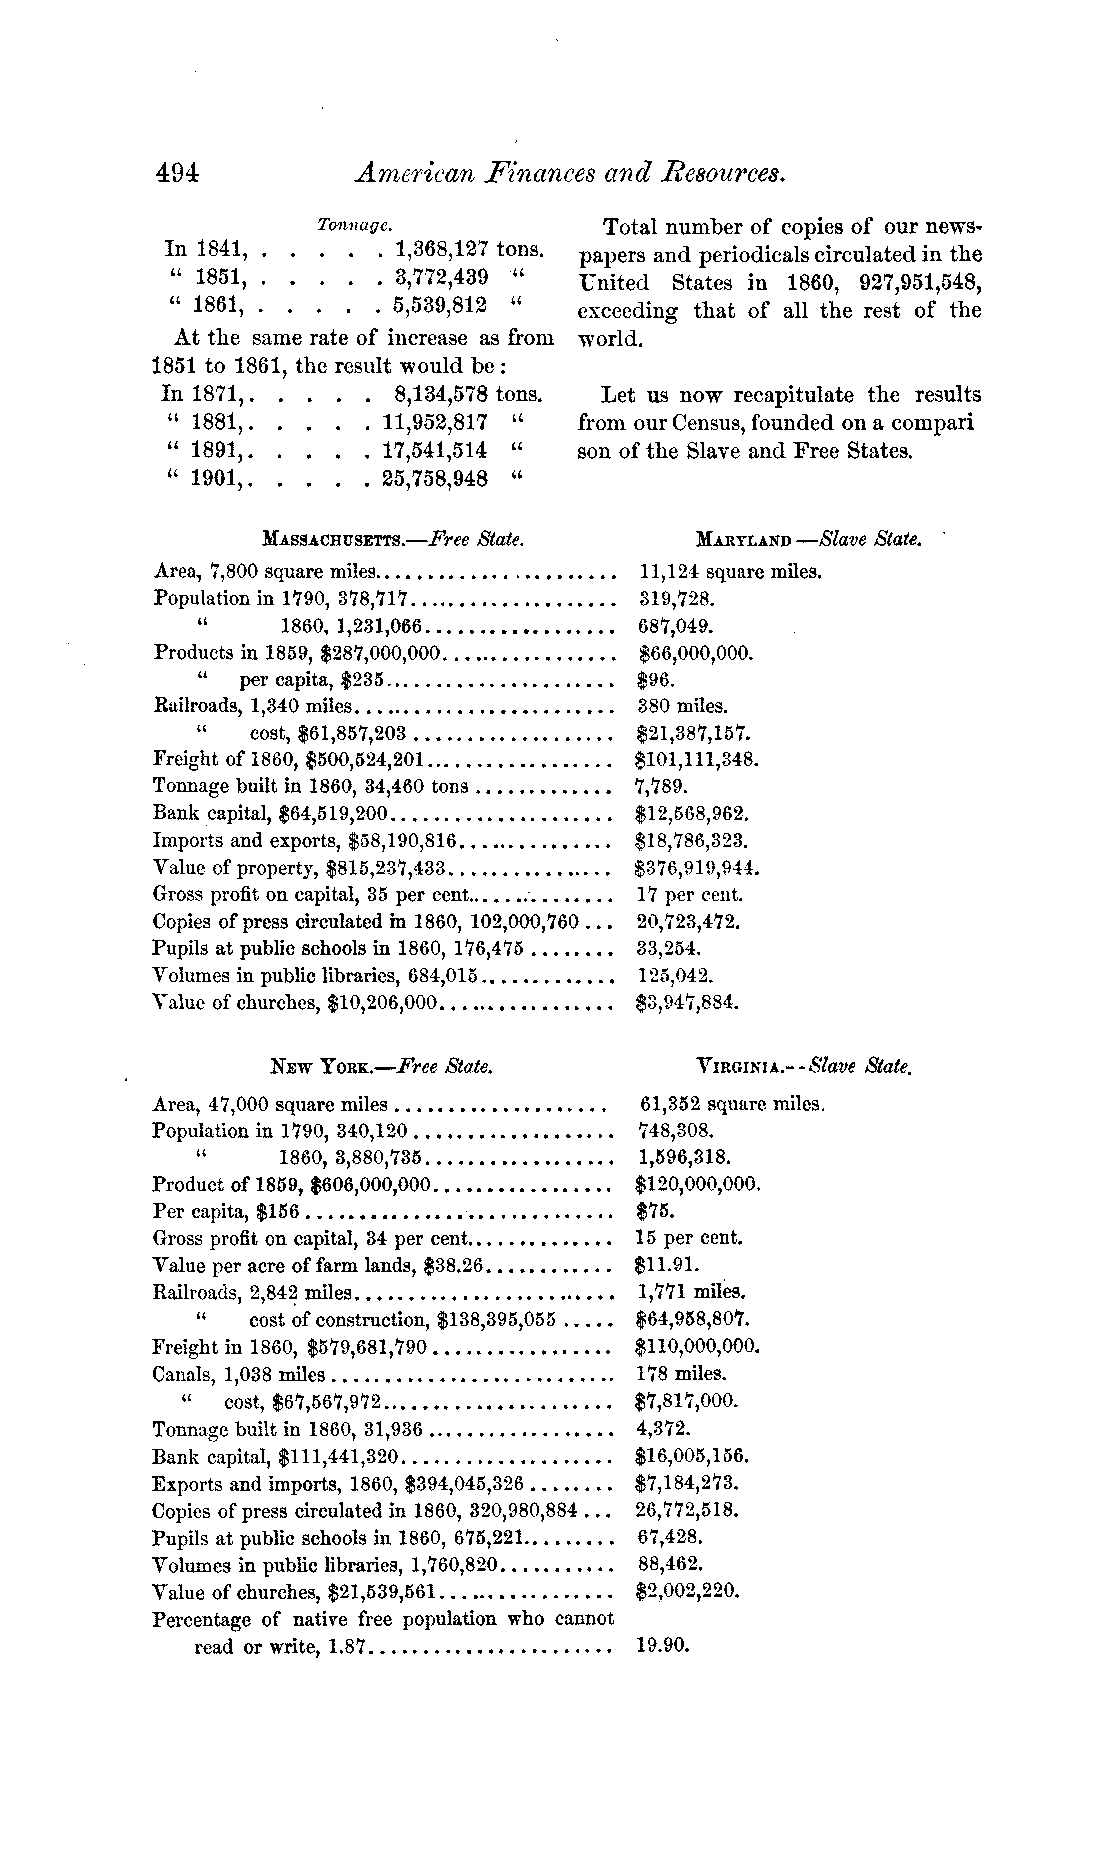 494 American Finances and Resources.
Tonnage.
In 1841, . . . . . 1,368,127 tons.
“ 1851, . . . . . 3,772,439 “
“ 1861, . . . . . 5,539,812 “
At the same rate of increase as from
1851 to 1861, the result would be :
In 1871,. . . . . 8,134,578 tons.
“ 1881,. . . . . 11,952,817 “
“ 1891,. . . . . 17,541,514 “
“ 1901,. . . . . 25,758,948 “
Total number of copies of our news-
papers and periodicals circulated in the
United States in 1860, 927,951,548,
exceeding that of all the rest of the
world.
Let us now recapitulate the results
from our Census, founded on a compari
son of the Slave and Free States.
MASSACHUSETTS.—Free State. MARYLAND —Slave State.
Area, 7,800 square miles........................ 11,124 square miles.
Population in 1790, 378,717.................... 319,728.
“ 1860, 1,231,066.................. 687,049.
Products in 1859, $287,000,000................. $66,000,000.
“ per capita, $235...................... $96.
Railroads, 1,340 miles......................... 380 miles.
“ cost, $61,857,203 ................... $21,387,157.
Freight of 1860, $500,524,201.................. $101,111,348.
Tonnage built in 1860, 34,460 tons ............. 7,789.
Bank capital, $64,519,200..................... $12,568,962.
Imports and exports, $58,190,816............... $18,786,323.
Value of property, $815,237,433................ $376,919,944.
Gross profit on capital, 35 per cent.............. 17 per cent.
Copies of press circulated in 1860, 102,000,760 ... 20,723,472.
Pupils at public schools in 1860, 176,475 ........ 33,254.
Volumes in public libraries, 684,015............. 125,042.
Value of churches, $10,206,000................. $3,947,884.
NEW YORK.—Free State. VIRGINIA.--Slave State.
Area, 47,000 square miles .................... 61,352 square miles.
Population in 1790, 340,120 ................... 748,308.
“ 1860, 3,880,735.................. 1,596,318.
Product of 1859, $606,000,000................. $120,000,000.
Per capita, $156 ............................. $75.
Gross profit on capital, 34 per cent.............. 15 per cent.
Value per acre of farm lands, $38.26............ $11.91.
Railroads, 2,842 miles......................... 1,771 miles.
“ cost of construction, $138,395,055 ..... $64,958,807.
Freight in 1860, $579,681,790 ................. $110,000,000.
Canals, 1,038 miles ........................... 178 miles.
“ cost, $67,567,972...................... $7,817,000.
Tonnage built in 1860, 31,936 .................. 4,372.
Bank capital, $111,441,320.................... $16,005,156.
Exports and imports, 1860, $394,045,326 ........ $7,184,273.
Copies of press circulated in 1860, 320,980,884 ... 26,772,518.
Pupils at public schools in 1860, 675,221......... 67,428.
Volumes in public libraries, 1,760,820........... 88,462.
Value of churches, $21,539,561................. $2,002,220.
Percentage of native free population who cannot
read or write, 1.87....................... 19.90.